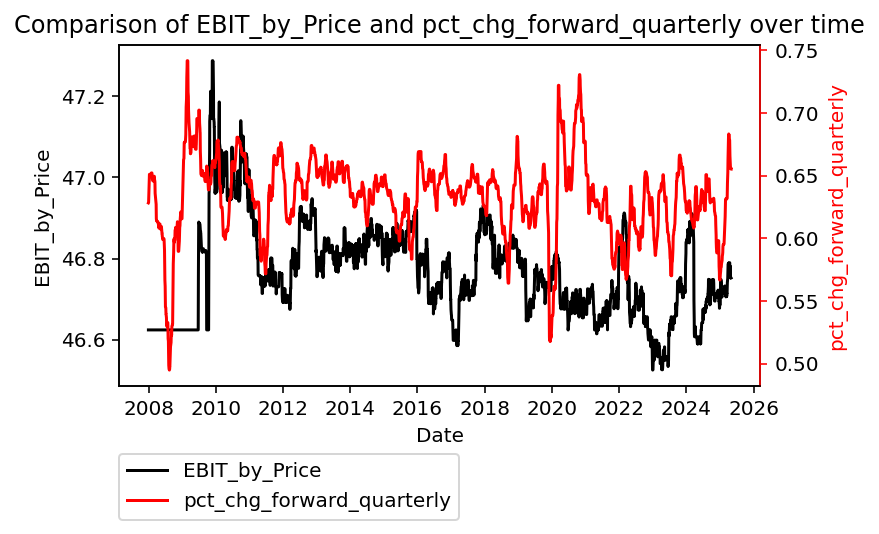 Comparison of EBIT_by_Price and pct_chg_forward_quarterly over time
47.2
47.0
46.8
46.6
EBIT_by_Price
0.75
0.70
0.65
0.60
0.55
0.50
pct_chg_forward_quarterly
2008 2010 2012 2014 2016 2018 2020 2022 2024 2026
Date
EBIT_by_Price
pct_chg_forward_quarterly